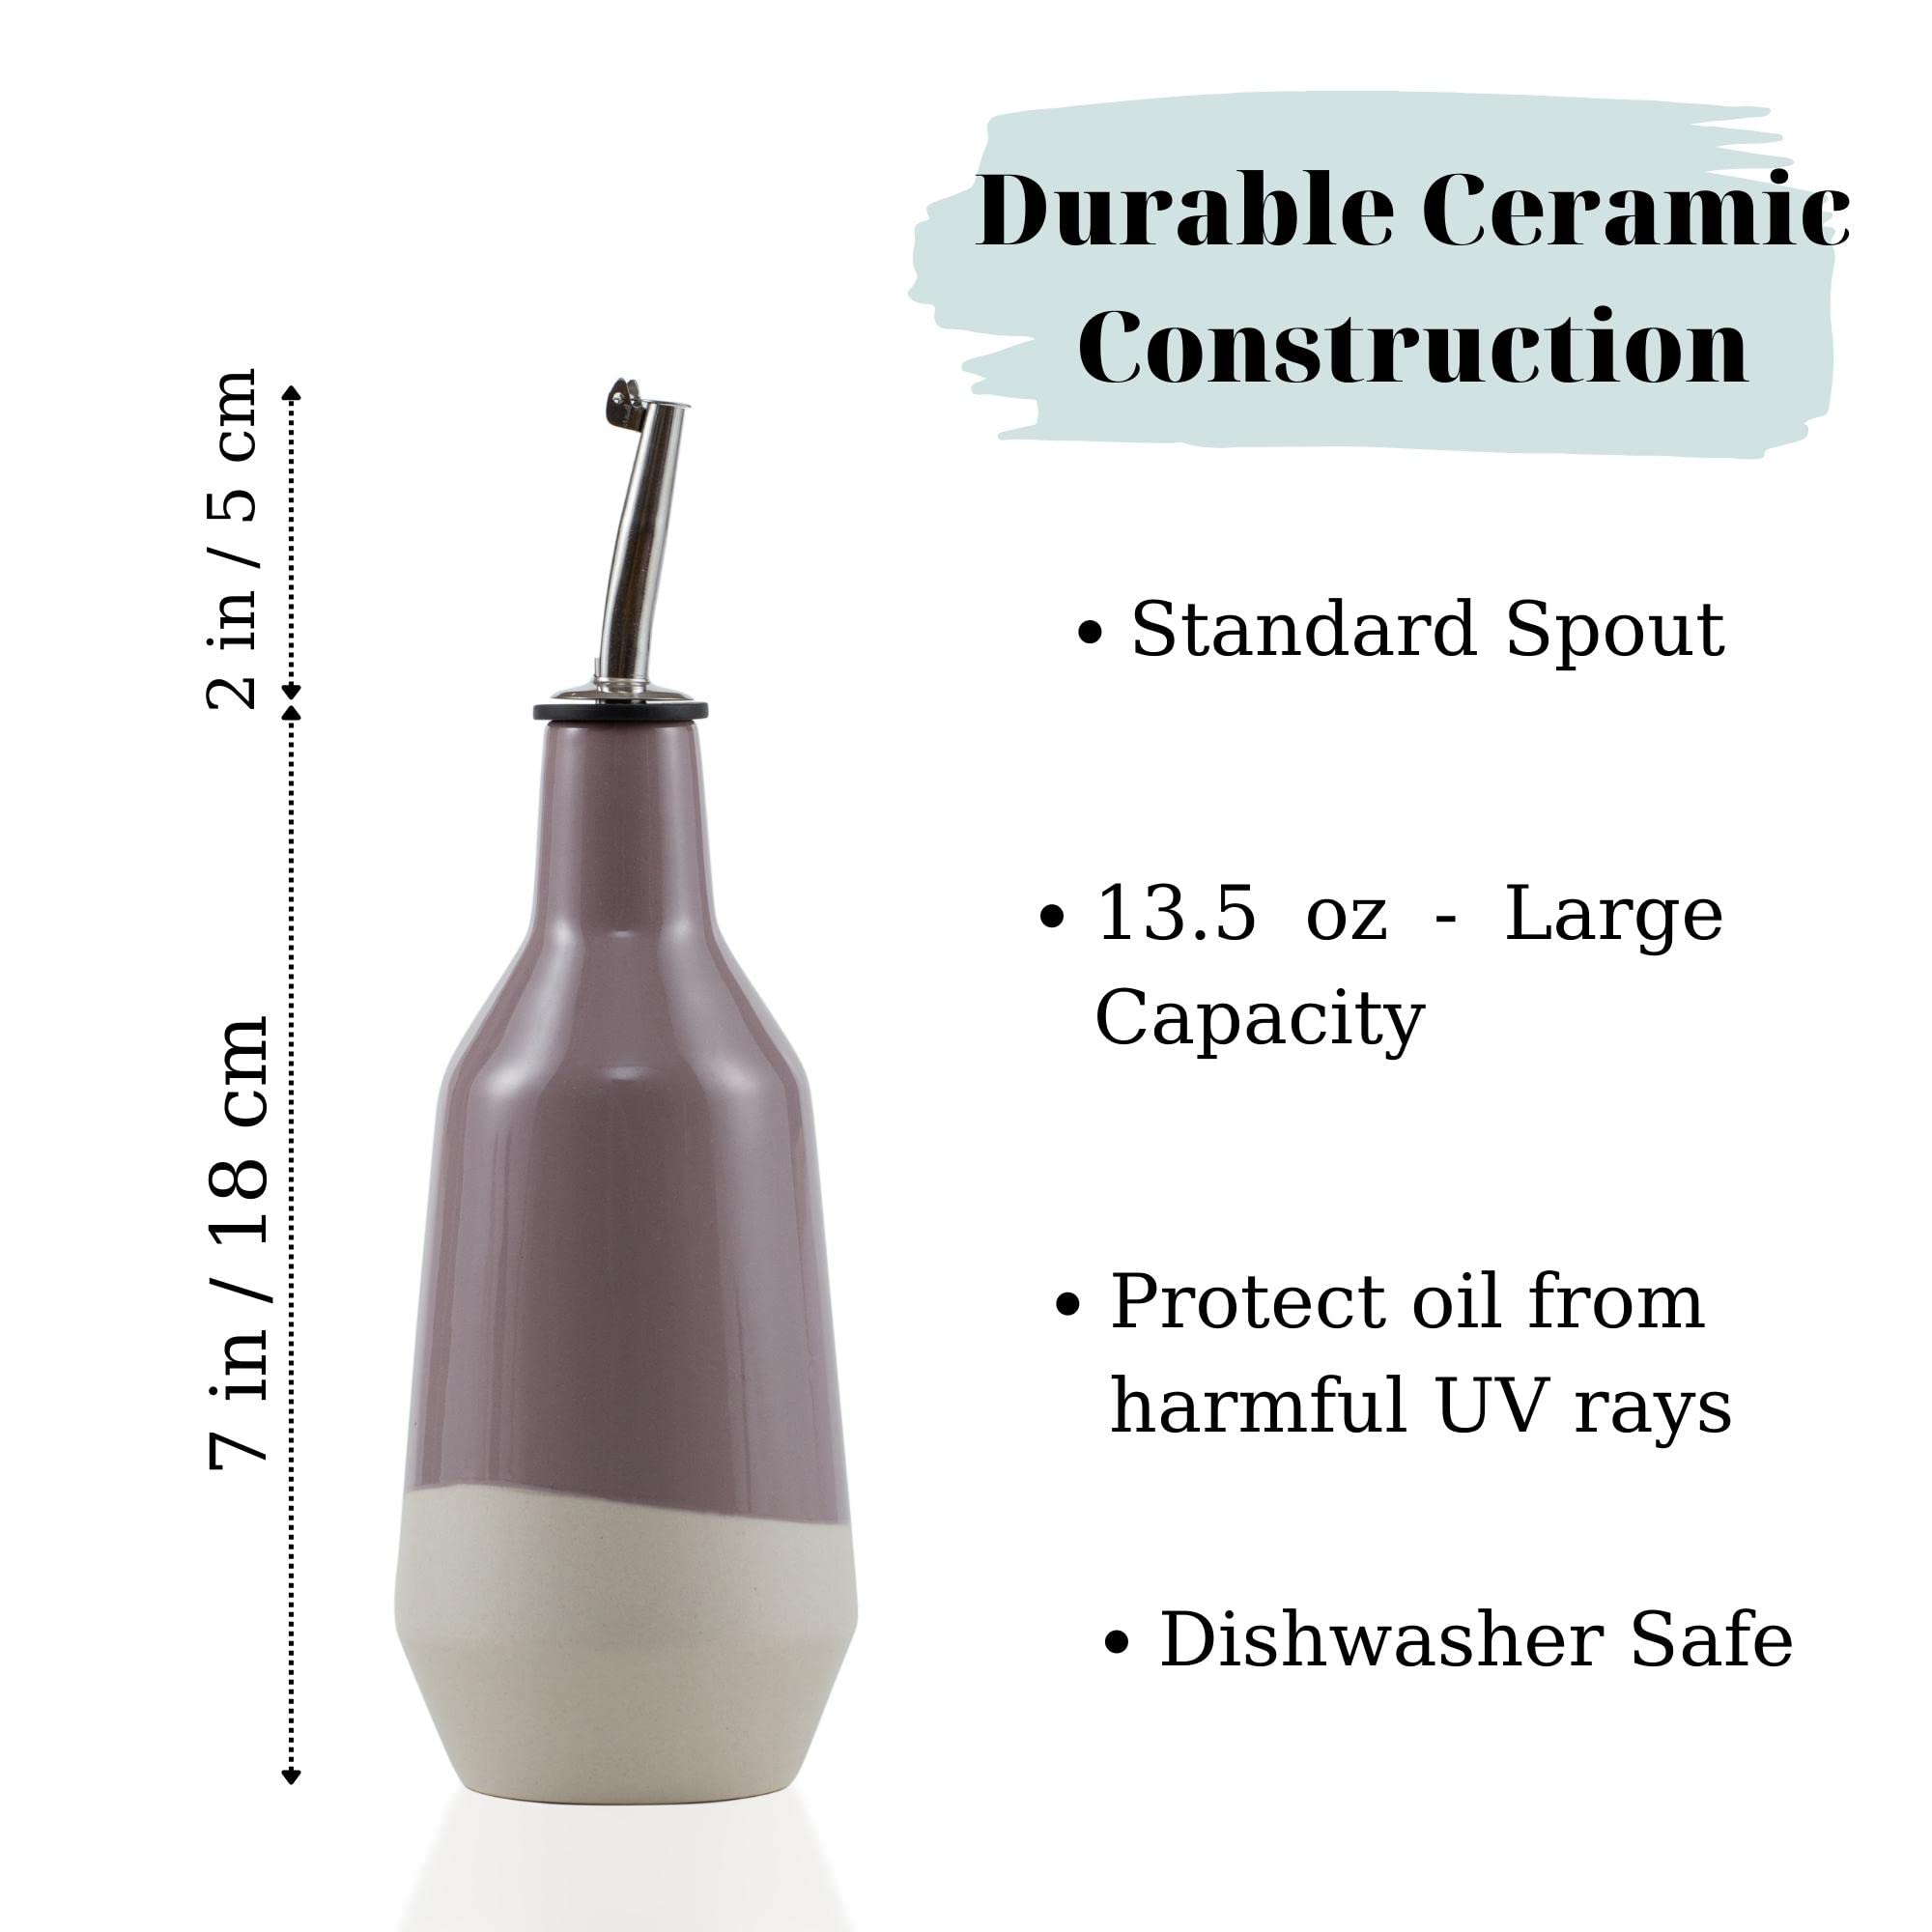 Durable Ceramic
Construction
2 in / 5 cm
7 in / 18 cm
• Standard Spout
• 13.5 oz - Large
Capacity
• Protect oil from
harmful UV rays
• Dishwasher Safe